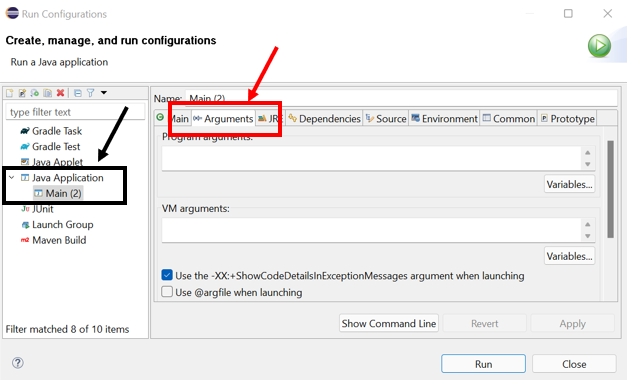 Run Configurations
Create, manage, and run configurations
Run a Java application
type filter text
Gradle Task
Gradle Test
Java Applet
Java Application
Main (2)
JUnit
Launch Group
m2 Maven Build
Filter matched 8 of 10 items
Name: Main (2)
Main Arguments JRE Dependencies Source Environment Common Prototype
Program arguments:
Variables...
VM arguments:
Variables...
Use the -XX:+ShowCodeDetailsInExceptionMessages argument when launching
Use @argfile when launching
Show Command Line Revert Apply
Run Close